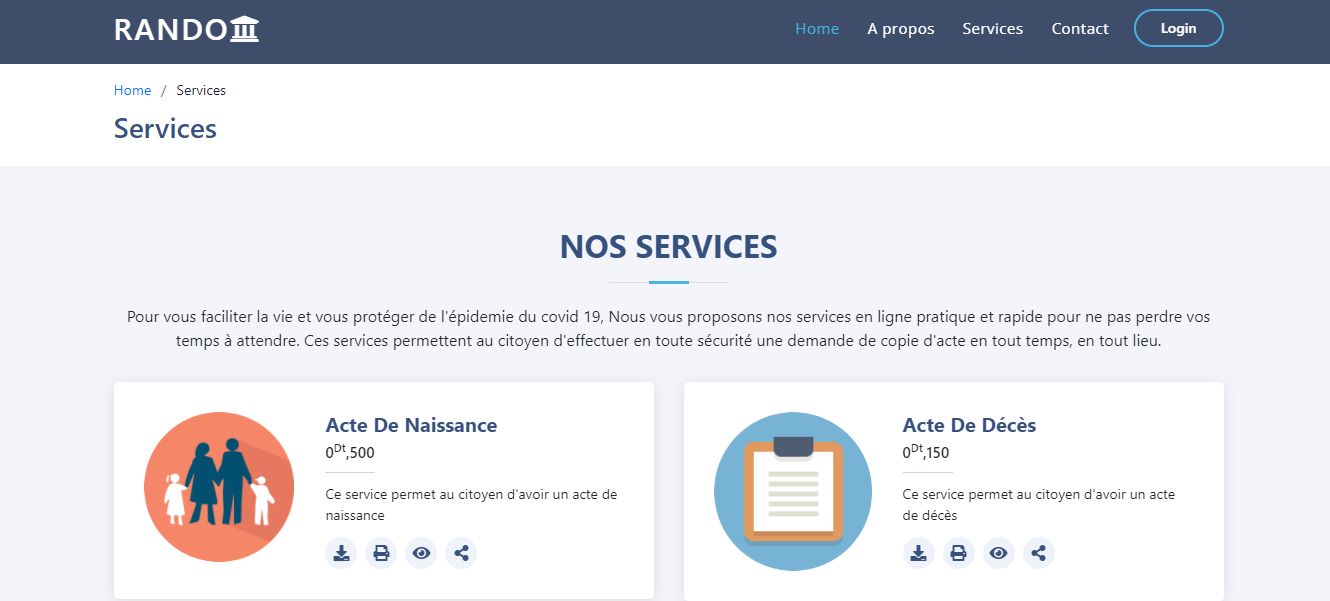 RANDO
Home A propos Services Contact Login
Home / Services
Services
NOS SERVICES
Pour vous faciliter la vie et vous protéger de l'épidemie du covid 19, Nous vous proposons nos services en ligne pratique et rapide pour ne pas perdre vos
temps à attendre. Ces services permettent au citoyen d'effectuer en toute sécurité une demande de copie d'acte en tout temps, en tout lieu.
Acte De Naissance
0Dt,500
Ce service permet au citoyen d'avoir un acte de
naissance
Acte De Décès
0Dt,150
Ce service permet au citoyen d'avoir un acte
de décès